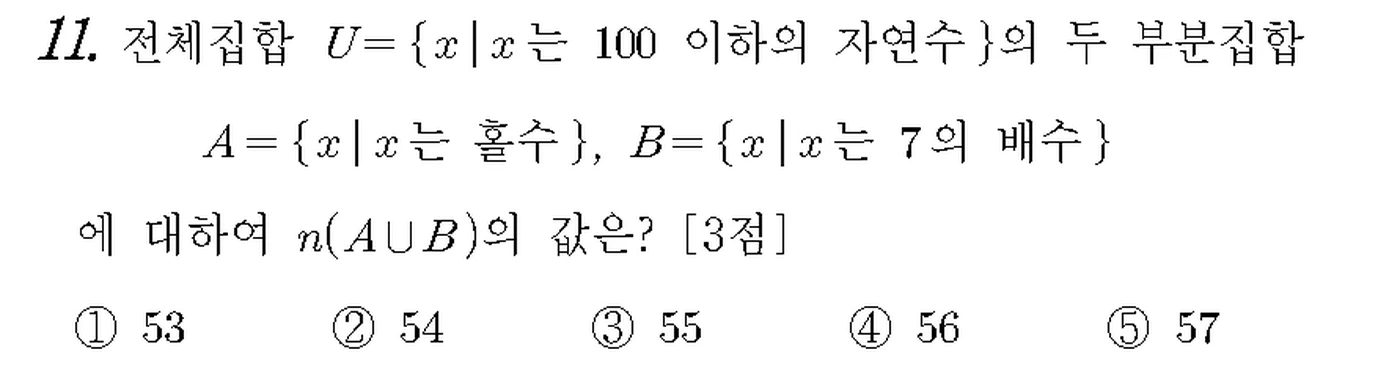 11. 전체집합 U={x|x는 100 이하의 자연수}의 두 부분집합
A={x|x는 홀수}, B={x|x는 7의 배수}
에 대하여 n(A∪B)의 값은? [3점]
① 53 ② 54 ③ 55 ④ 56 ⑤ 57